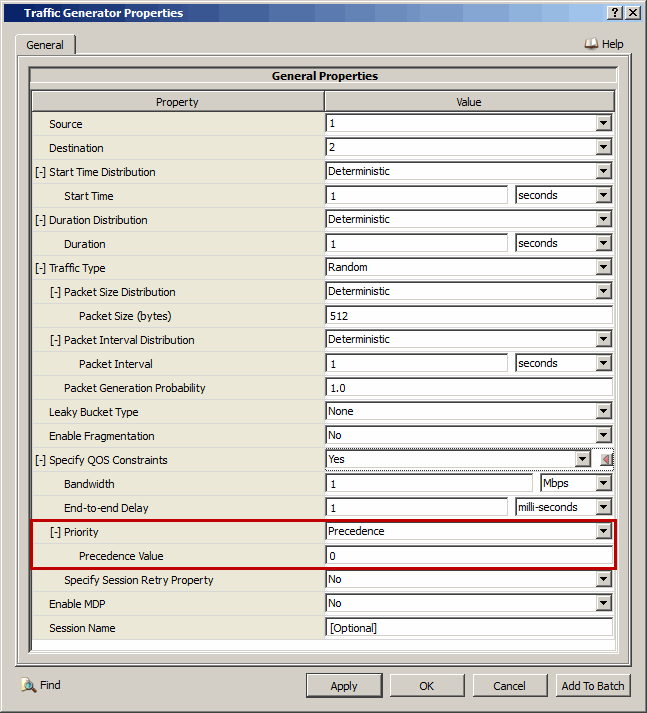 Traffic Generator Properties
General
Help
General Properties
Property Value
Source 1
Destination 2
[-] Start Time Distribution Deterministic
Start Time 1 seconds
[-] Duration Distribution Deterministic
Duration 1 seconds
[-] Traffic Type Random
[-] Packet Size Distribution Deterministic
Packet Size (bytes) 512
[-] Packet Interval Distribution Deterministic
Packet Interval 1 seconds
Packet Generation Probability 1.0
Leaky Bucket Type None
Enable Fragmentation No
[-] Specify QOS Constraints Yes
Bandwidth 1 Mbps
End-to-end Delay 1 milli-seconds
[-] Priority Precedence
Precedence Value 0
Specify Session Retry Property No
Enable MDP No
Session Name [Optional]
Find Apply OK Cancel Add To Batch